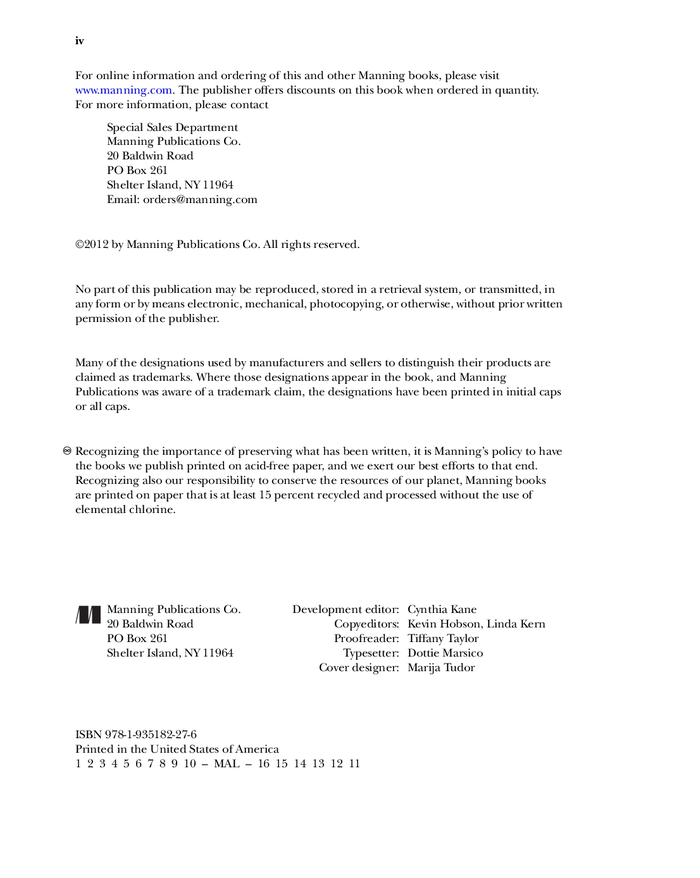 iv
For online information and ordering of this and other Manning books, please visit
www.manning.com. The publisher offers discounts on this book when ordered in quantity.
For more information, please contact
Special Sales Department
Manning Publications Co.
20 Baldwin Road
PO Box 261
Shelter Island, NY 11964
Email: orders@manning.com
©2012 by Manning Publications Co. All rights reserved.
No part of this publication may be reproduced, stored in a retrieval system, or transmitted, in
any form or by means electronic, mechanical, photocopying, or otherwise, without prior written
permission of the publisher.
Many of the designations used by manufacturers and sellers to distinguish their products are
claimed as trademarks. Where those designations appear in the book, and Manning
Publications was aware of a trademark claim, the designations have been printed in initial caps
or all caps.
♾ Recognizing the importance of preserving what has been written, it is Manning's policy to have
the books we publish printed on acid-free paper, and we exert our best efforts to that end.
Recognizing also our responsibility to conserve the resources of our planet, Manning books
are printed on paper that is at least 15 percent recycled and processed without the use of
elemental chlorine.
Manning Publications Co.
20 Baldwin Road
PO Box 261
Shelter Island, NY 11964
Development editor: Cynthia Kane
Copyeditors: Kevin Hobson, Linda Kern
Proofreader: Tiffany Taylor
Typesetter: Dottie Marsico
Cover designer: Marija Tudor
ISBN 978-1-935182-27-6
Printed in the United States of America
1 2 3 4 5 6 7 8 9 10 – MAL – 16 15 14 13 12 11